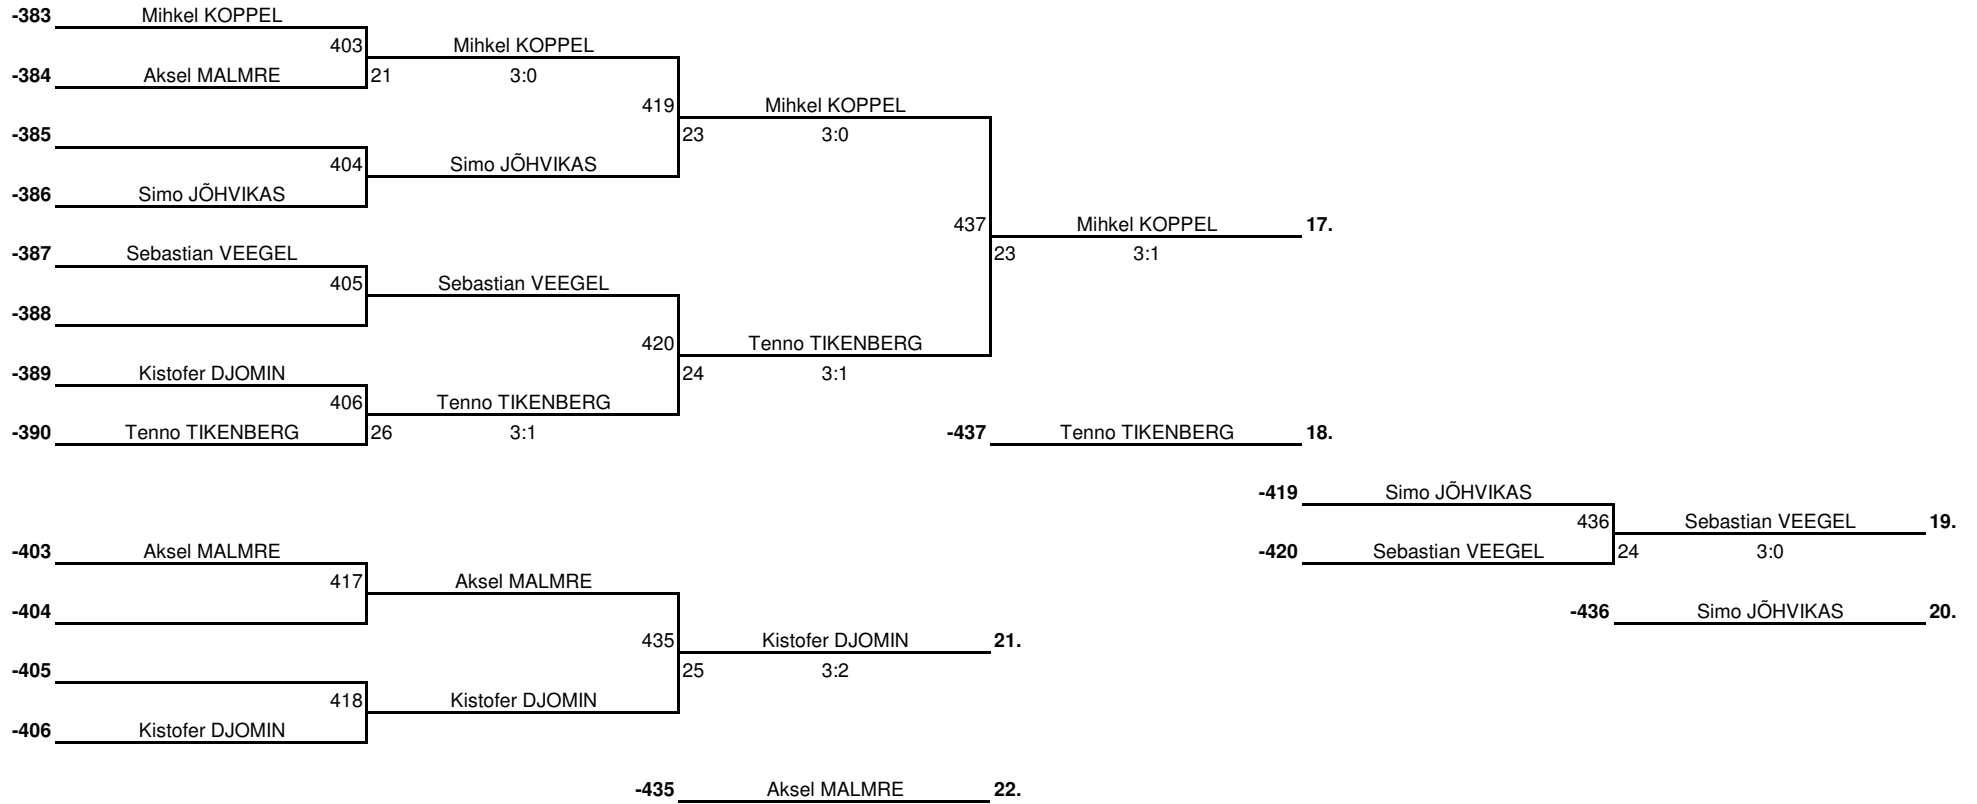 -383 Mihkel KOPPEL
403 Mihkel KOPPEL
-384 Aksel MALMRE 21 3:0
419 Mihkel KOPPEL
-385 23 3:0
404 Simo JÕHVIKAS
-386 Simo JÕHVIKAS
437 Mihkel KOPPEL 17.
-387 Sebastian VEEGEL 23 3:1
405 Sebastian VEEGEL
-388
420 Tenno TIKENBERG
-389 Kistofer DJOMIN 24 3:1
406 Tenno TIKENBERG
-390 Tenno TIKENBERG 26 3:1 -437 Tenno TIKENBERG 18.
-419 Simo JÕHVIKAS
436 Sebastian VEEGEL 19.
-403 Aksel MALMRE -420 Sebastian VEEGEL 24 3:0
417 Aksel MALMRE
-404 -436 Simo JÕHVIKAS 20.
435 Kistofer DJOMIN 21.
-405 25 3:2
418 Kistofer DJOMIN
-406 Kistofer DJOMIN
-435 Aksel MALMRE 22.